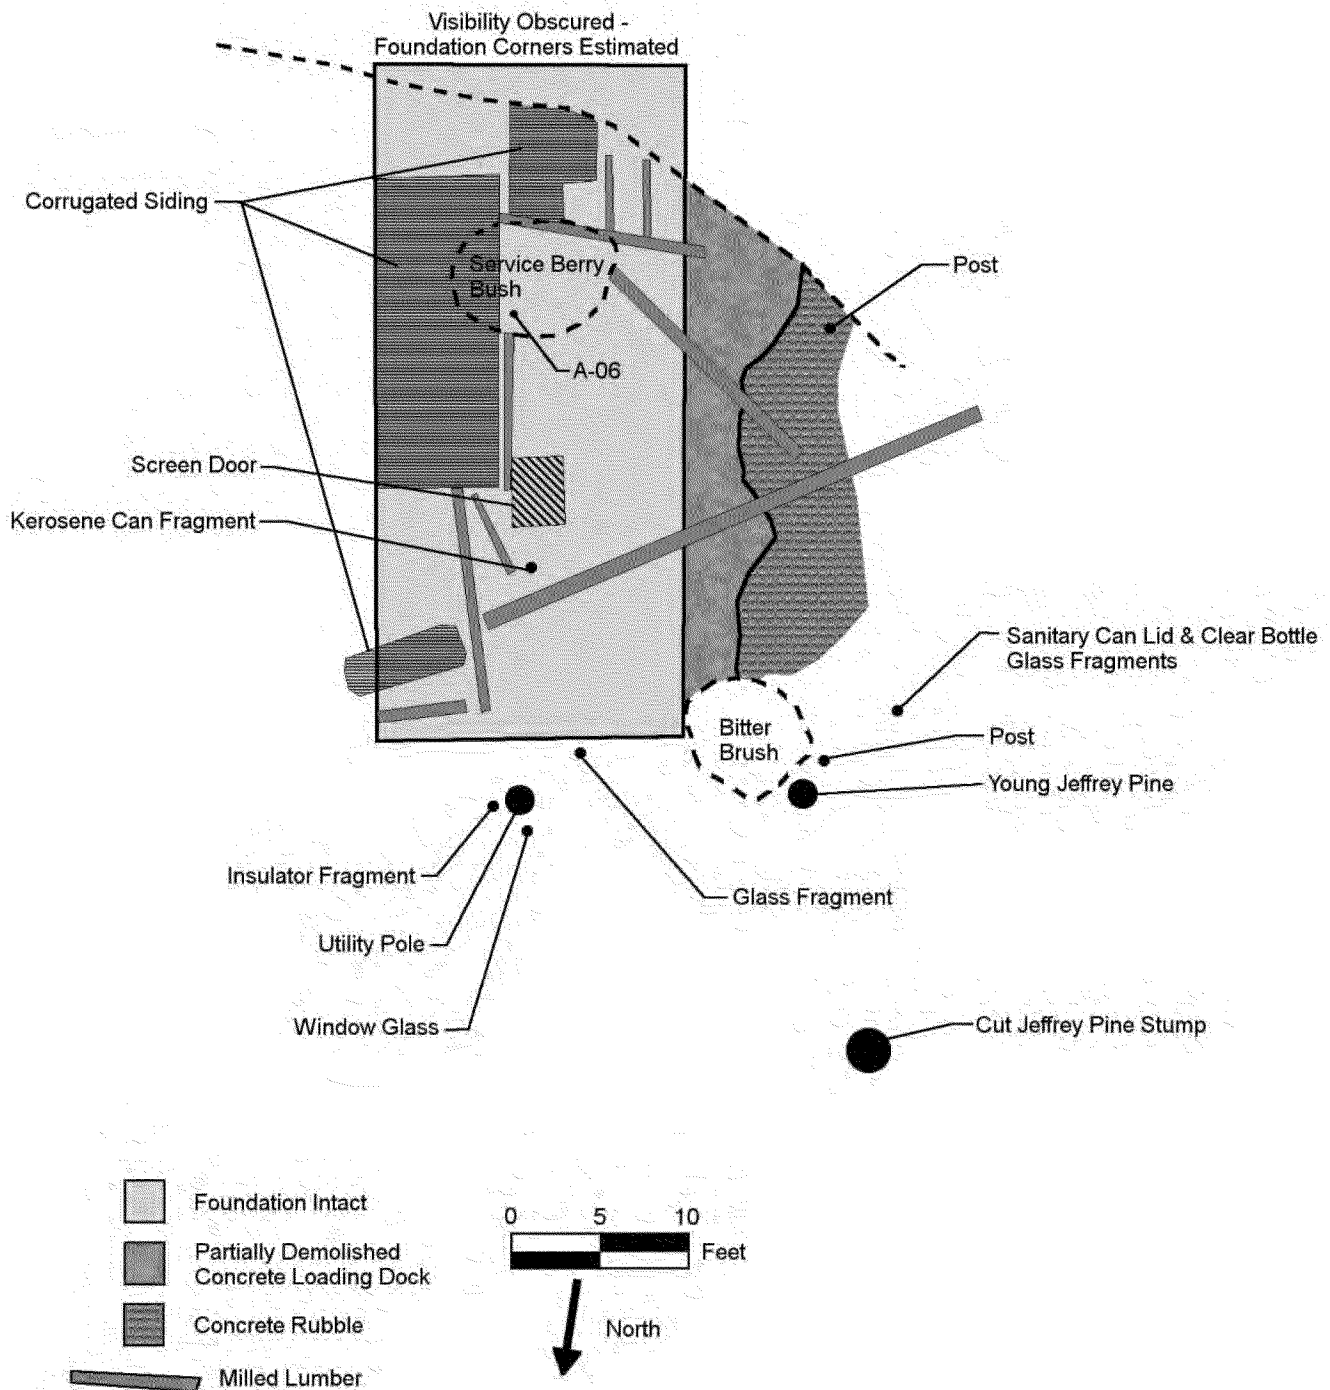 Visibility Obscured -
Foundation Corners Estimated
Corrugated Siding
Service Berry
Bush
Post
A-06
Screen Door
Kerosene Can Fragment
Sanitary Can Lid & Clear Bottle
Glass Fragments
Bitter
Brush
Post
Young Jeffrey Pine
Insulator Fragment
Glass Fragment
Utility Pole
Window Glass
Cut Jeffrey Pine Stump
Foundation Intact
Partially Demolished
Concrete Loading Dock
Concrete Rubble
Milled Lumber
0 5 10
Feet
North